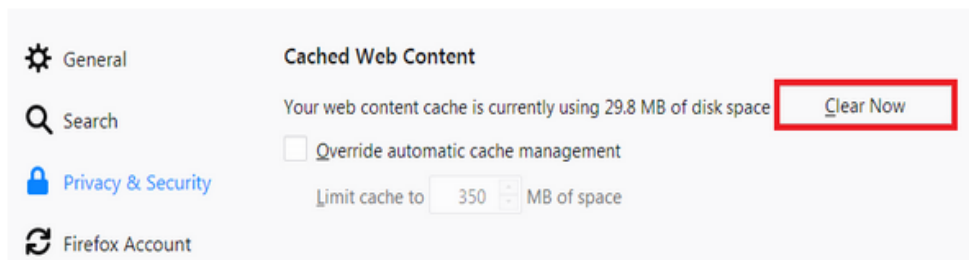 General
Search
Privacy & Security
Firefox Account
Cached Web Content
Your web content cache is currently using 29.8 MB of disk space
Clear Now
Override automatic cache management
Limit cache to 350 MB of space